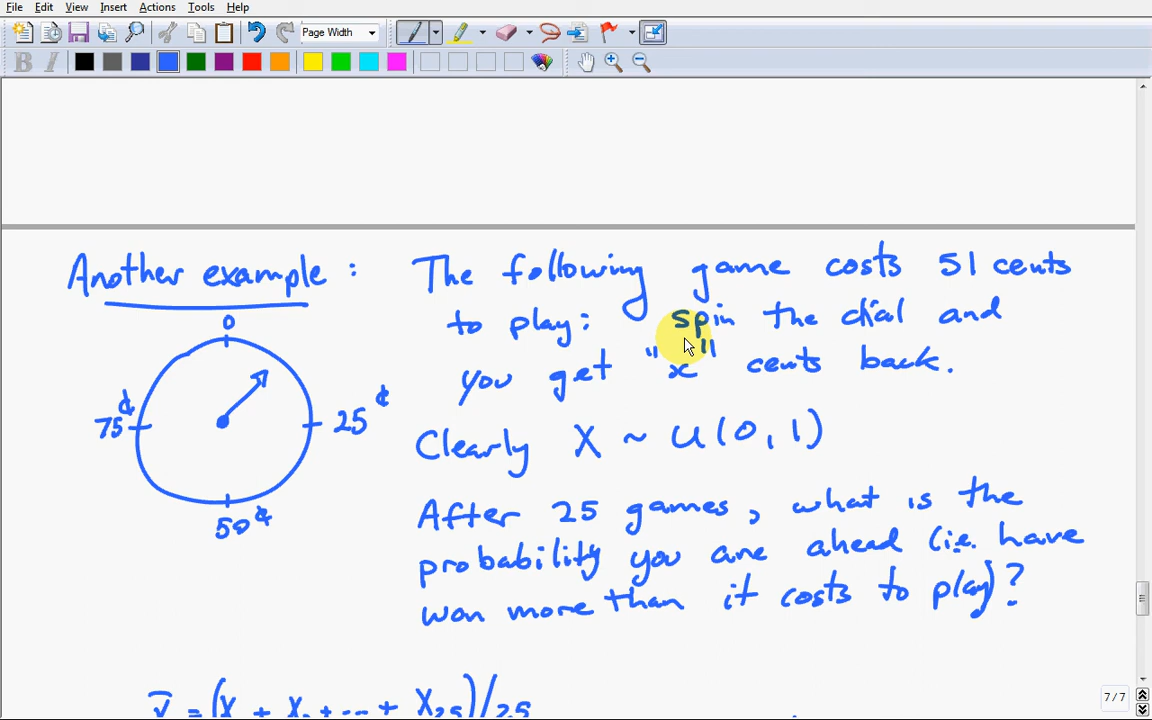 File Edit View Insert Actions Tools Help
Page Width
B I
Another example : The following game costs 51 cents
to play: spin the dial and
you get "x" cents back.
0
25 ¢
50 ¢
75 ¢
Clearly X ~ U(0, 1)
After 25 games, what is the
probability you are ahead (i.e. have
won more than it costs to play)?
= (X + X + ... + X25)/25
7/7